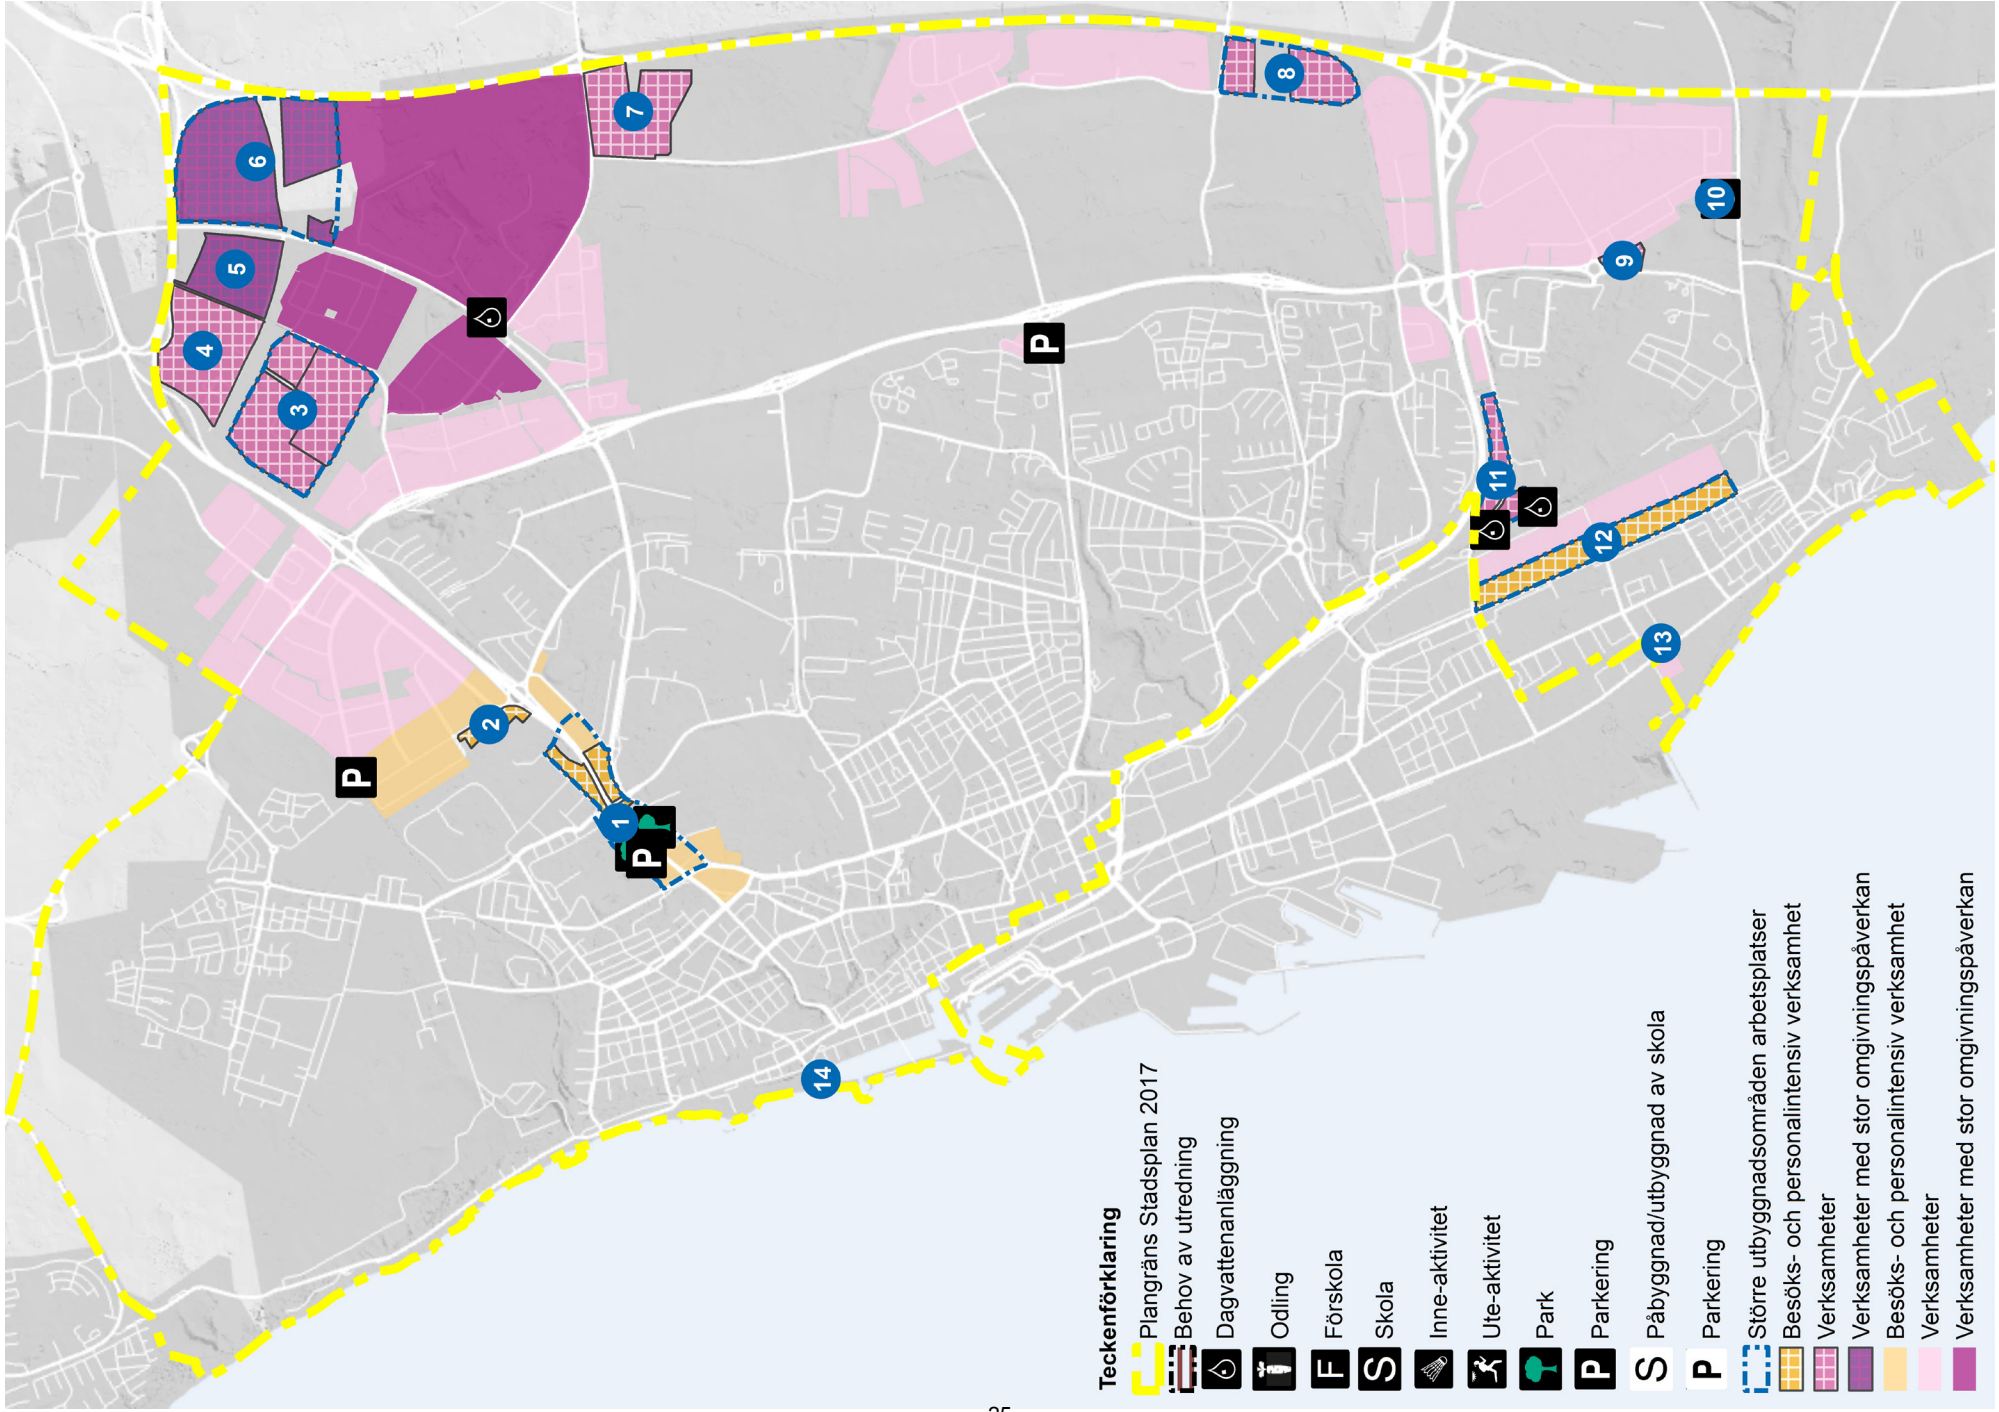 1
2
3
4
5
6
7
8
9
10
11
12
13
14
P
P
P
Teckenförklaring
Plangräns Stadsplan 2017
Behov av utredning
Dagvattenanläggning
Odling
F Förskola
S Skola
Inne-aktivitet
Ute-aktivitet
Park
P Parkering
S Påbyggnad/utbyggnad av skola
P Parkering
Större utbyggnadsområden arbetsplatser
Besöks- och personalintensiv verksamhet
Verksamheter
Verksamheter med stor omgivningspåverkan
Besöks- och personalintensiv verksamhet
Verksamheter
Verksamheter med stor omgivningspåverkan